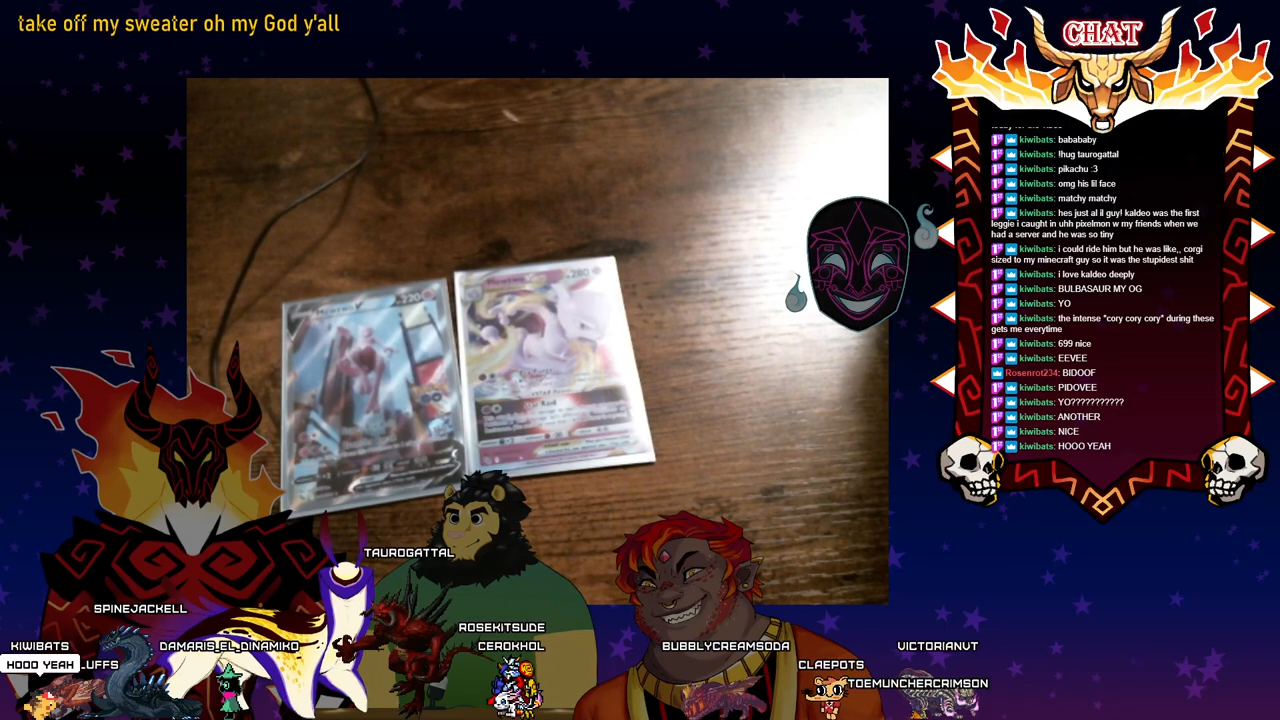 take off my sweater oh my God y'all
CHAT
kiwibats: babababy
kiwibats: !hug taurogattal
kiwibats: pikachu :3
kiwibats: omg his lil face
kiwibats: matchy matchy
kiwibats: hes just al il guy! kaldeo was the first
leggie i caught in uhh pixelmon w my friends when we
had a server and he was so tiny
kiwibats: i could ride him but he was like,, corgi
sized to my minecraft guy so it was the stupidest shit
kiwibats: i love kaldeo deeply
kiwibats: BULBASAUR MY OG
kiwibats: YO
kiwibats: the intense "cory cory cory" during these
gets me everytime
kiwibats: 699 nice
kiwibats: EEVEE
Rosenrot234: BIDOOF
kiwibats: PIDOVEE
kiwibats: YO???????????
kiwibats: ANOTHER
kiwibats: NICE
kiwibats: HOOO YEAH
220
280
TAUROGATTAL
SPINEJACKELL
ROSEKITSUDE
KIWIBATS
DAMARIS_EL_DINAMIKO
CEROKHOL
BUBBLYCREAMSODA
VICTORIANVT
HOOO YEAH
UFFS
CLAEPOTS
TOEMUNCHERCRIMSON